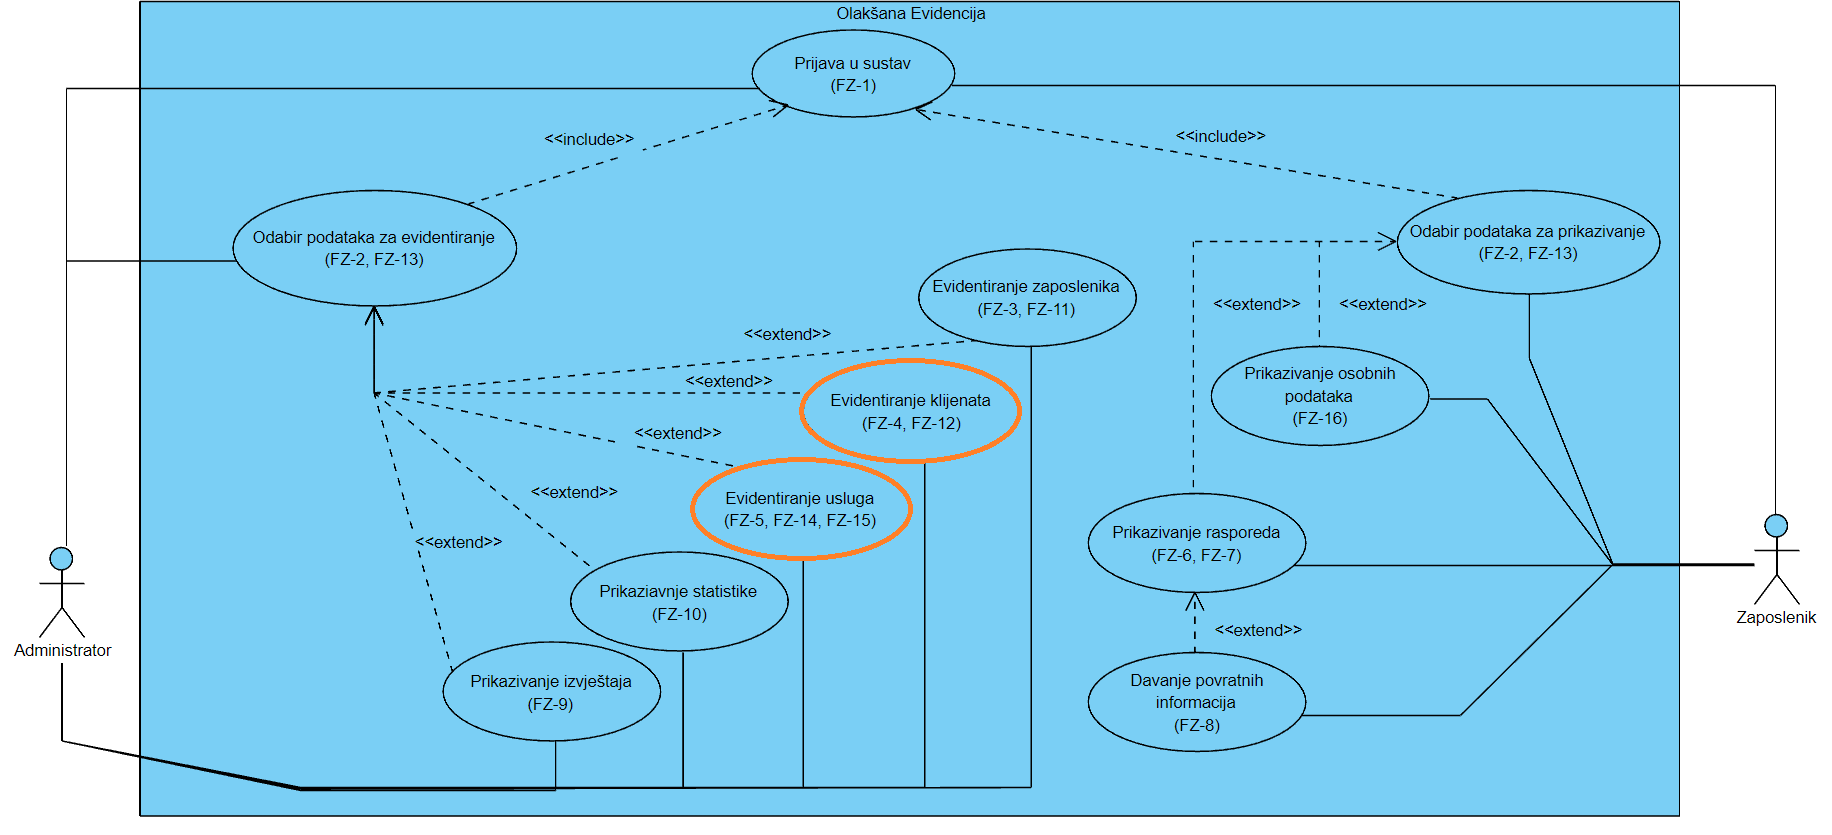 Olakšana Evidencija
Prijava u sustav
(FZ-1)
<<include>>
<<include>>
Odabir podataka za evidentiranje
(FZ-2, FZ-13)
Odabir podataka za prikazivanje
(FZ-2, FZ-13)
Evidentiranje zaposlenika
(FZ-3, FZ-11)
<<extend>>
<<extend>>
<<extend>>
<<extend>>
Evidentiranje klijenata
(FZ-4, FZ-12)
Prikazivanje osobnih
podataka
(FZ-16)
<<extend>>
Evidentiranje usluga
(FZ-5, FZ-14, FZ-15)
<<extend>>
<<extend>>
Prikazivanje rasporeda
(FZ-6, FZ-7)
Prikaziavnje statistike
(FZ-10)
<<extend>>
Administrator
Zaposlenik
Prikazivanje izvještaja
(FZ-9)
Davanje povratnih
informacija
(FZ-8)